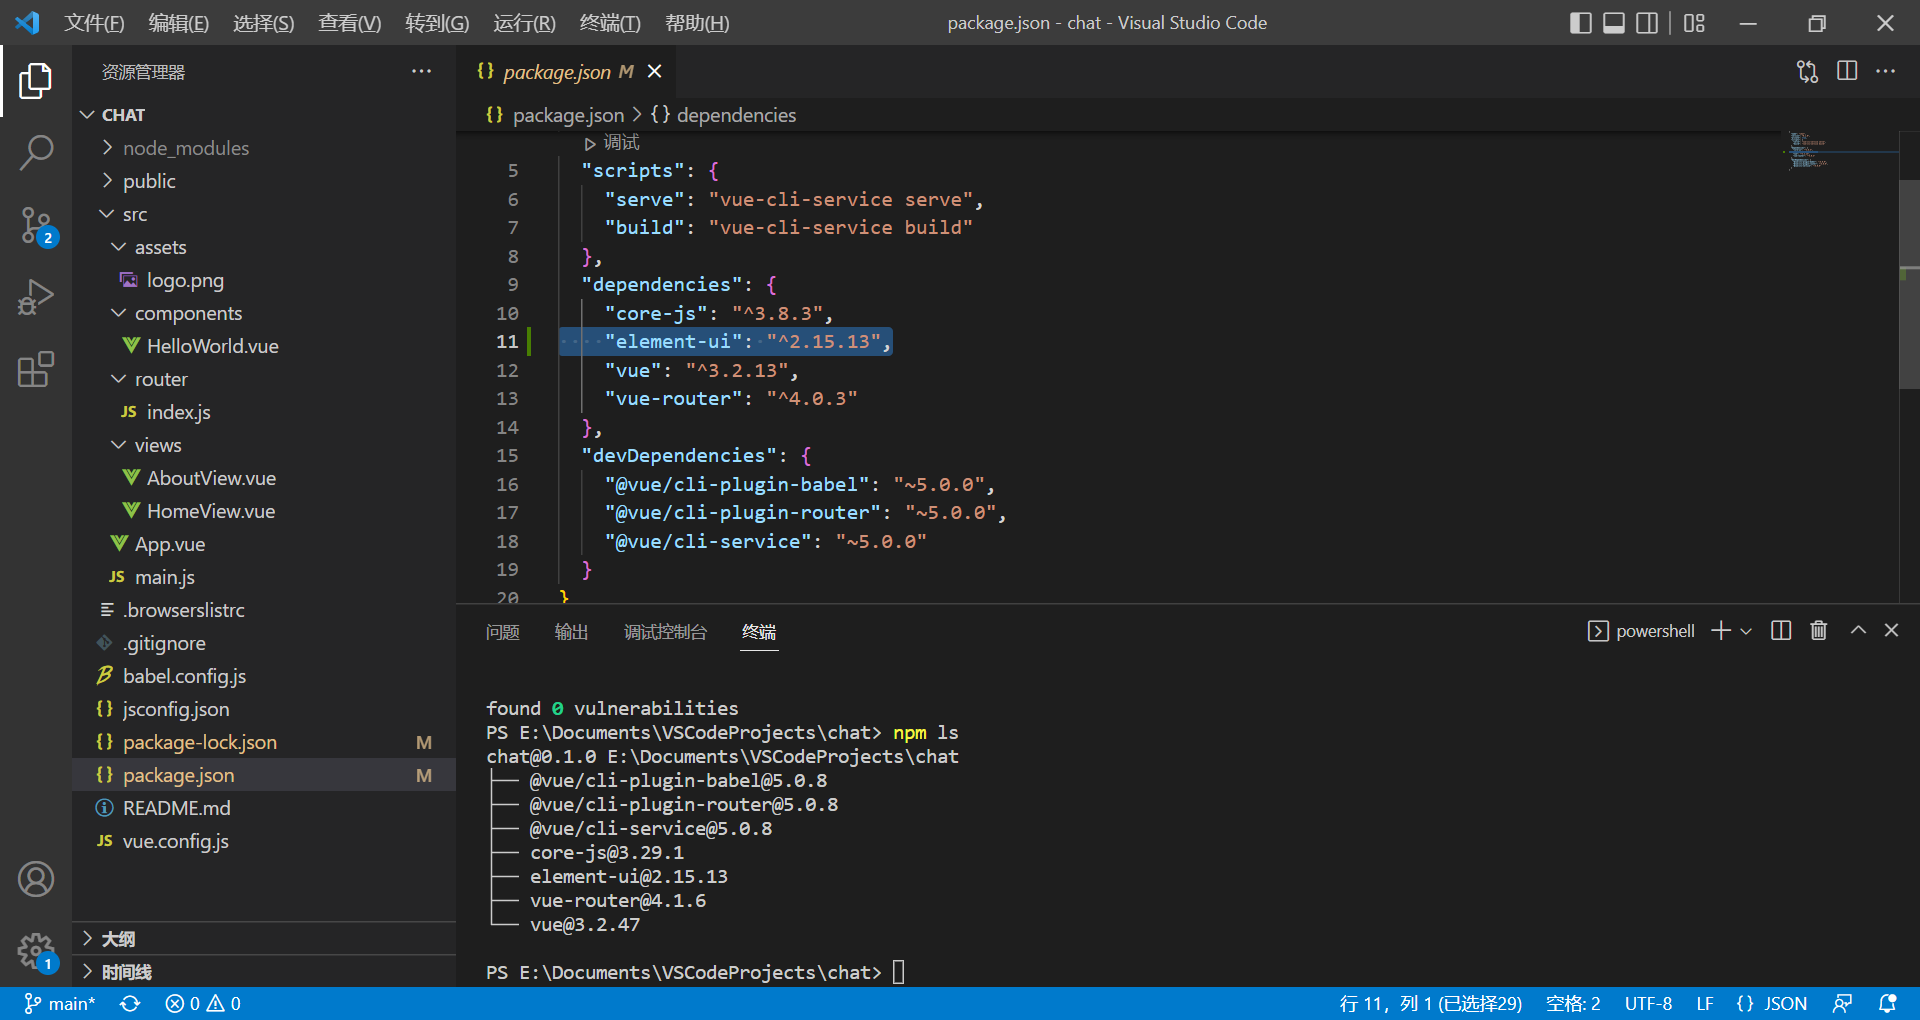 文件(F) 编辑(E) 选择(S) 查看(V) 转到(G) 运行(R) 终端(T) 帮助(H) package.json - chat - Visual Studio Code
资源管理器
CHAT
node_modules
public
src
assets
logo.png
components
HelloWorld.vue
router
JS index.js
views
AboutView.vue
HomeView.vue
App.vue
JS main.js
.browserslistrc
.gitignore
babel.config.js
{} jsconfig.json
{} package-lock.json M
{} package.json M
README.md
JS vue.config.js
大纲
时间线
2
1
{} package.json M
{} package.json > {} dependencies
调试
5 "scripts": {
6 "serve": "vue-cli-service serve",
7 "build": "vue-cli-service build"
8 },
9 "dependencies": {
10 "core-js": "^3.8.3",
11 "element-ui": "^2.15.13",
12 "vue": "^3.2.13",
13 "vue-router": "^4.0.3"
14 },
15 "devDependencies": {
16 "@vue/cli-plugin-babel": "~5.0.0",
17 "@vue/cli-plugin-router": "~5.0.0",
18 "@vue/cli-service": "~5.0.0"
19 }
20 }
问题 输出 调试控制台 终端 powershell
found 0 vulnerabilities
PS E:\Documents\VSCodeProjects\chat> npm ls
chat@0.1.0 E:\Documents\VSCodeProjects\chat
├── @vue/cli-plugin-babel@5.0.8
├── @vue/cli-plugin-router@5.0.8
├── @vue/cli-service@5.0.8
├── core-js@3.29.1
├── element-ui@2.15.13
├── vue-router@4.1.6
└── vue@3.2.47
PS E:\Documents\VSCodeProjects\chat>
main* 0 0 行 11，列 1 (已选择29) 空格: 2 UTF-8 LF {} JSON